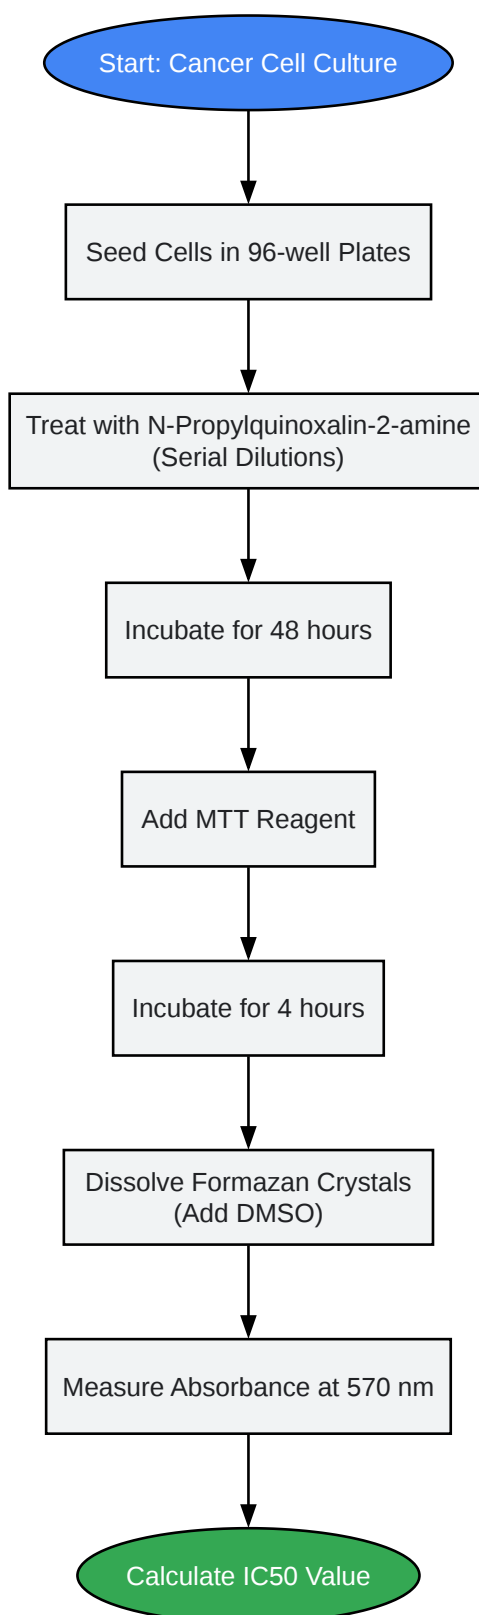 Start: Cancer Cell Culture
Seed Cells in 96-well Plates
Treat with N-Propylquinoxalin-2-amine
(Serial Dilutions)
Incubate for 48 hours
Add MTT Reagent
Incubate for 4 hours
Dissolve Formazan Crystals
(Add DMSO)
Measure Absorbance at 570 nm
Calculate IC50 Value